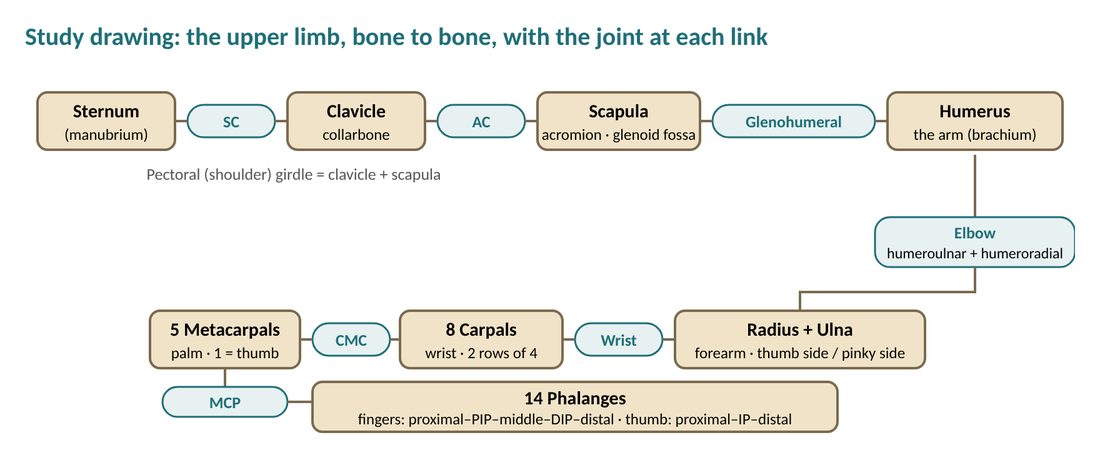 Study drawing: the upper limb, bone to bone, with the joint at each link
Sternum
(manubrium)
SC
Clavicle
collarbone
AC
Scapula
acromion · glenoid fossa
Glenohumeral
Humerus
the arm (brachium)
Pectoral (shoulder) girdle = clavicle + scapula
Elbow
humeroulnar + humeroradial
5 Metacarpals
palm · 1 = thumb
CMC
8 Carpals
wrist · 2 rows of 4
Wrist
Radius + Ulna
forearm · thumb side / pinky side
MCP
14 Phalanges
fingers: proximal–PIP–middle–DIP–distal · thumb: proximal–IP–distal